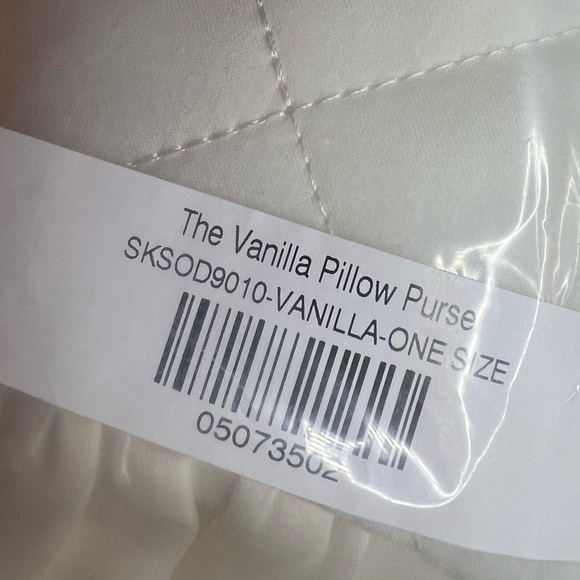 The Vanilla Pillow Purse
SKSOD9010-VANILLA-ONE SIZE
05073502